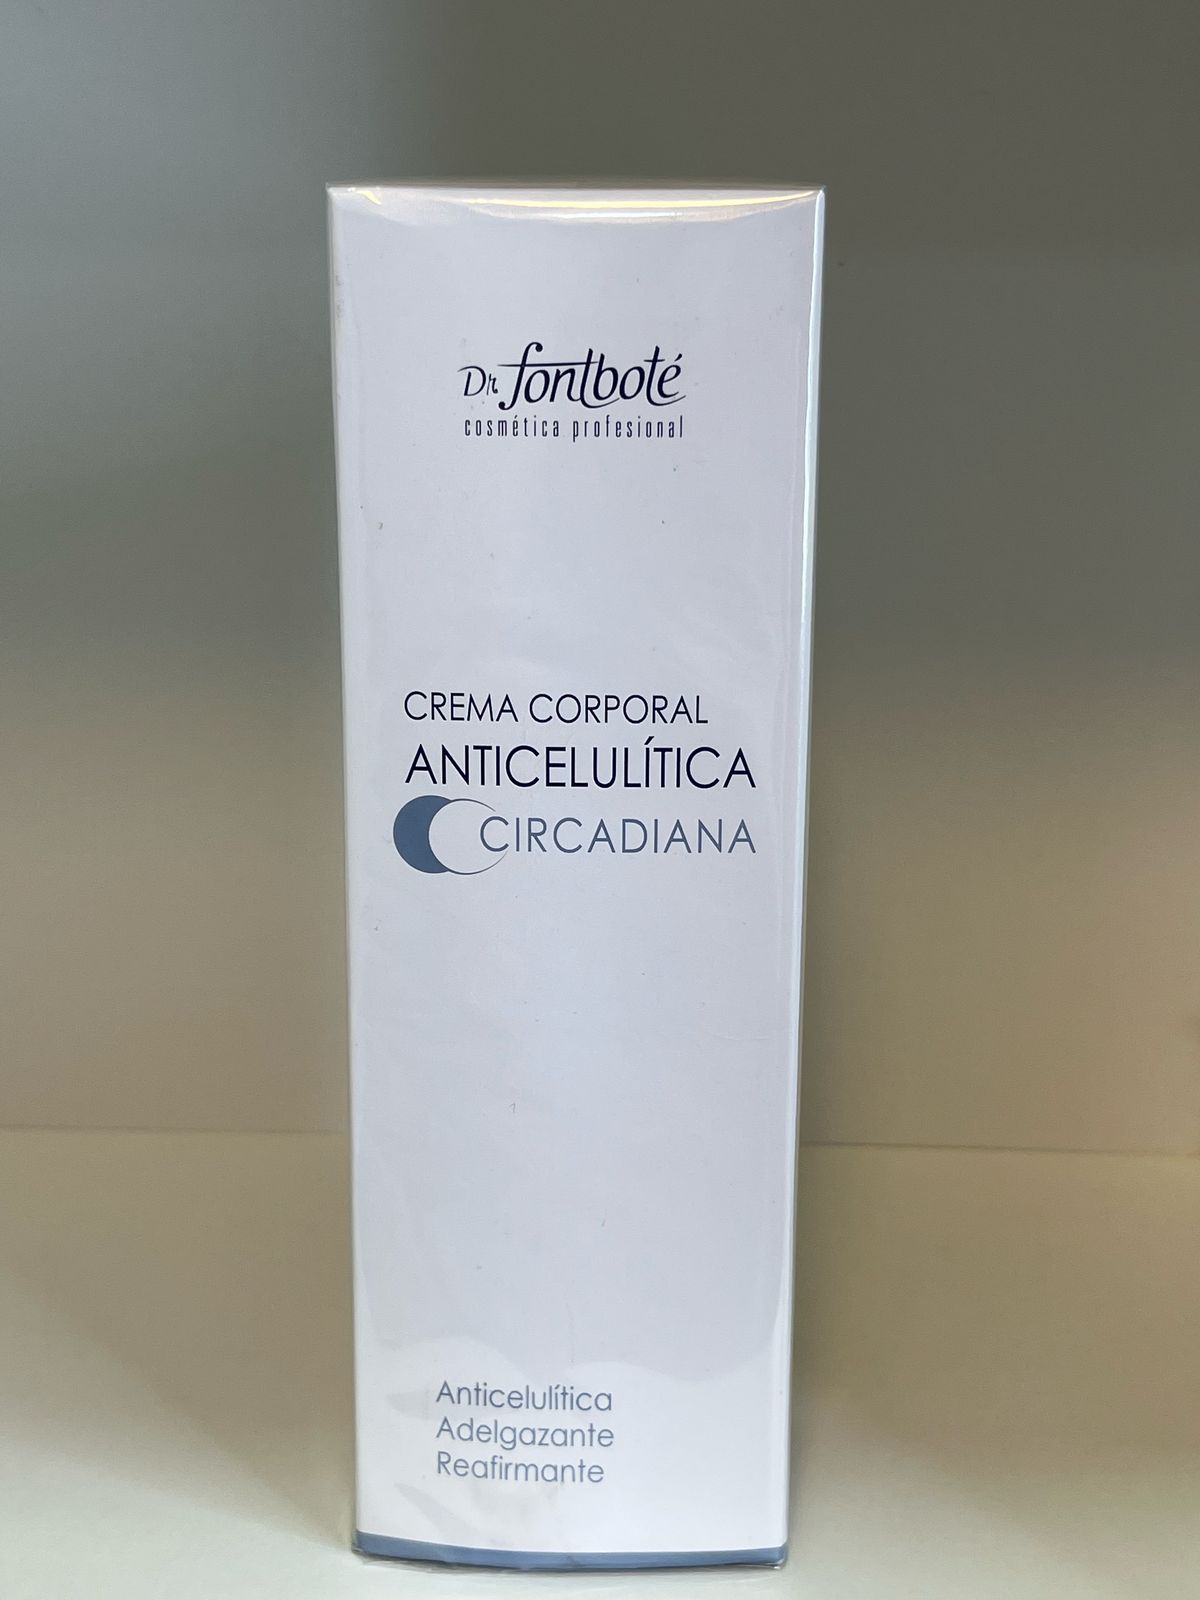 Dr. fontboté
cosmética profesional
CREMA CORPORAL
ANTICELULÍTICA
CIRCADIANA
Anticelulítica
Adelgazante
Reafirmante